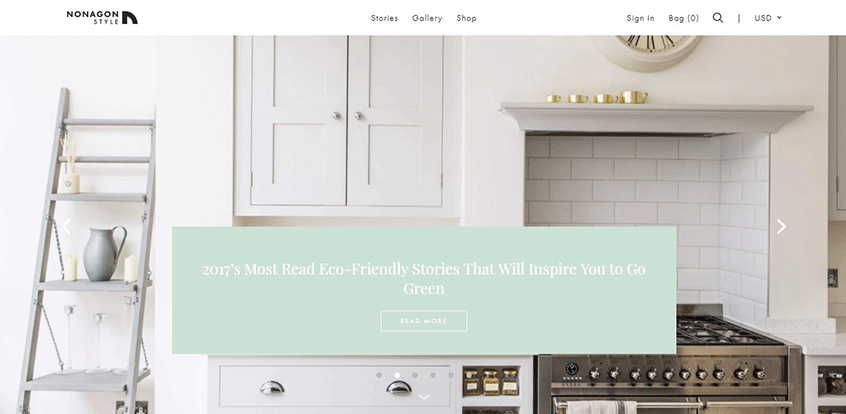 NONAGON
STYLE
Stories Gallery Shop
Sign In Bag (0) | USD
2017's Most Read Eco-Friendly Stories That Will Inspire You to Go
Green
READ MORE